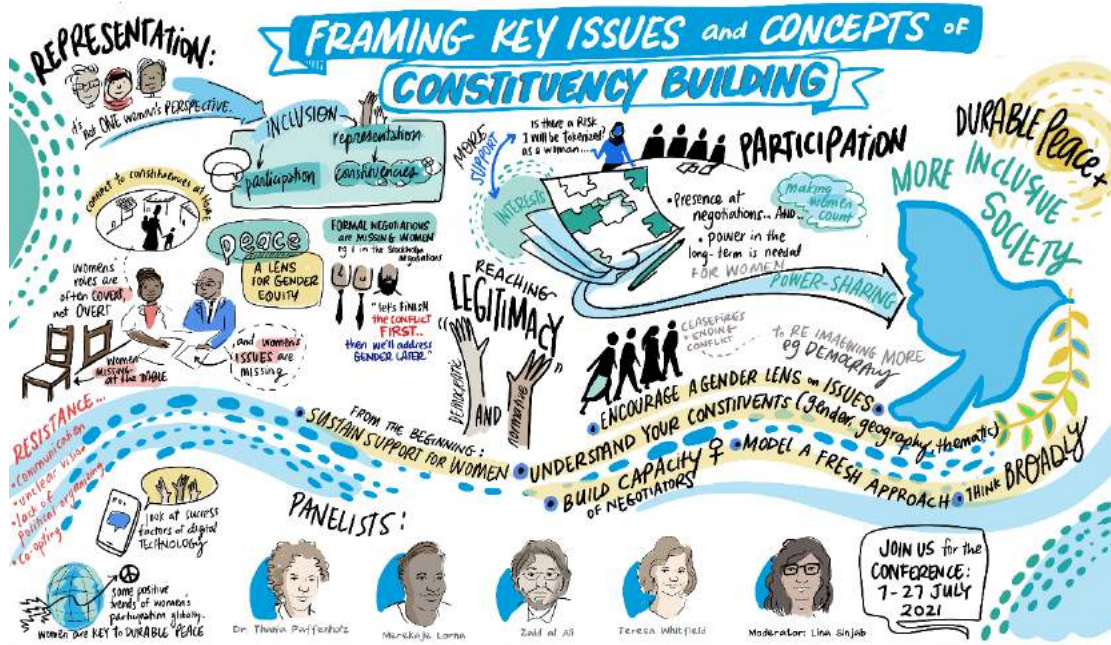 FRAMING KEY ISSUES and CONCEPTS OF
CONSTITUENCY BUILDING
REPRESENTATION:
it's not ONE woman's PERSPECTIVE..
INCLUSION
representation
participation
constituencies
CONNECT to CONSTITUENCIES at HOME
peace
A LENS
FOR GENDER
EQUITY
FORMAL NEGOTIATIONS
are MISSING WOMEN
eg in the Stockholm
negotiations
"Let's FINISH
the CONFLICT
FIRST...
then we'll address
GENDER LATER"
Women's
roles are
often COVERT,
not OVERT
women
MISSING
at the TABLE
and women's
ISSUES are
missing
MORE
SUPPORT
Is there a RISK
I will be Tokenized?
as a woman....
INTERESTS
PARTICIPATION
• Presence at
negotiations.. AND..
• power in the
long-term is needed
FOR WOMEN
making
women
count
POWER-SHARING
REACHING
"LEGITIMACY"
DEMOCRATIC
AND
normative
CEASEFIRES
+ ENDING
CONFLICT
to RE IMAGINING MORE
eg DEMOCRACY
DURABLE Peace +
MORE INCLUSIVE
SOCIETY
RESISTANCE...
• communication
• unclear vision
• lack of
political organizing
• co-opting
FROM THE BEGINNING:
• SUSTAIN SUPPORT FOR WOMEN
• ENCOURAGE A GENDER LENS on ISSUES
• UNDERSTAND YOUR CONSTITUENTS (gender, geography, thematic)
• BUILD CAPACITY
OF NEGOTIATORS
• MODEL A FRESH APPROACH
• THINK BROADLY
look at success
factors of digital
TECHNOLOGY
some positive
trends of women's
participation globally.
women are KEY to DURABLE PEACE
PANELISTS:
Dr. Thania Paffenholz
Merekaje Lorna
Zaid al Ali
Teresa Whitfield
Moderator: Lina Sinjab
JOIN US for the
CONFERENCE:
7-27 JULY
2021